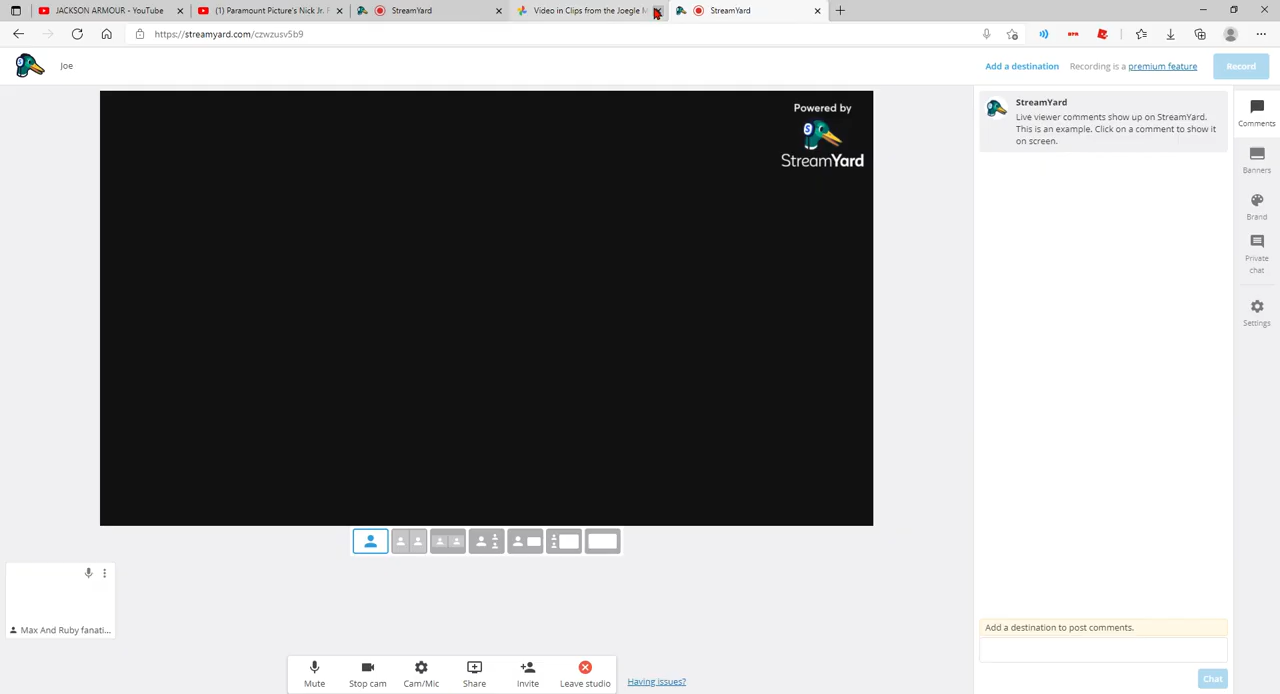 JACKSON ARMOUR - YouTube
(1) Paramount Picture's Nick Jr. F
StreamYard
Video in Clips from the Joegle M
StreamYard
https://streamyard.com/czwzusv5b9
Joe
Add a destination
Recording is a premium feature
Record
Powered by
StreamYard
StreamYard
Live viewer comments show up on StreamYard.
This is an example. Click on a comment to show it
on screen.
Comments
Banners
Brand
Private
chat
Settings
Max And Ruby fanati...
Add a destination to post comments.
Mute
Stop cam
Cam/Mic
Share
Invite
Leave studio
Having issues?
Chat